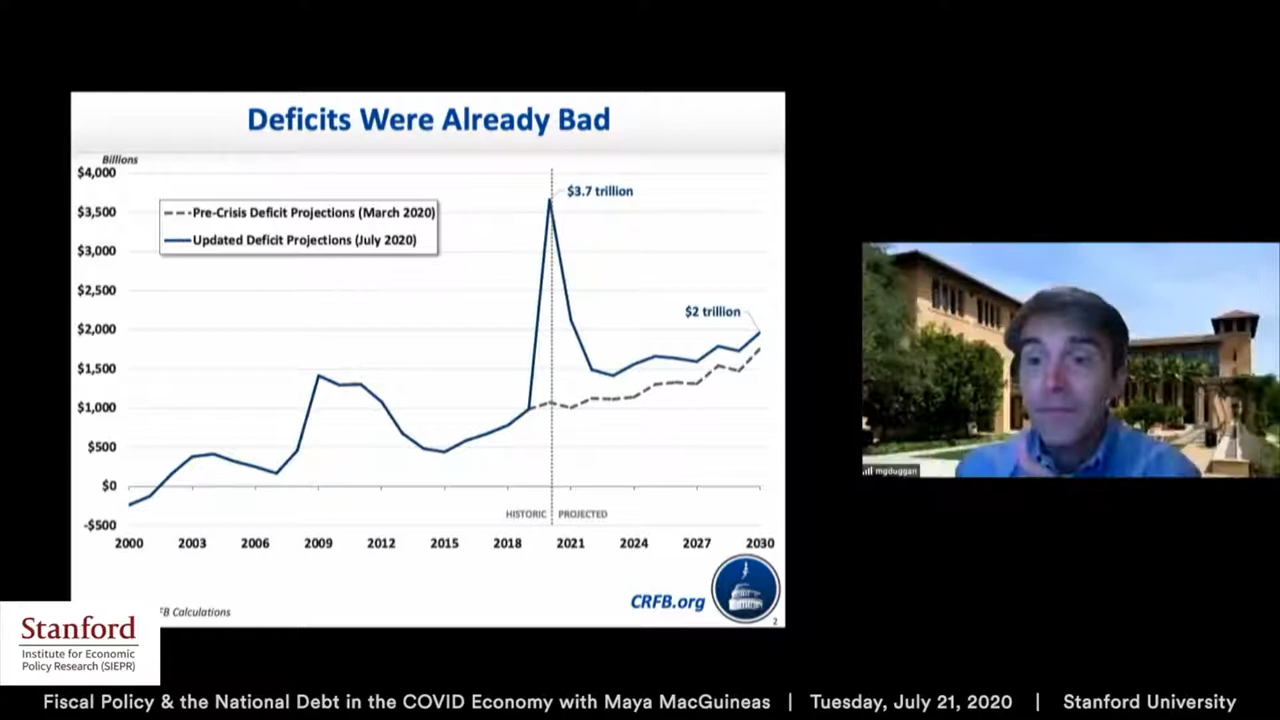 Deficits Were Already Bad
Billions
$4,000
$3,500
$3,000
$2,500
$2,000
$1,500
$1,000
$500
$0
-$500
Pre-Crisis Deficit Projections (March 2020)
Updated Deficit Projections (July 2020)
$3.7 trillion
$2 trillion
HISTORIC PROJECTED
2000 2003 2006 2009 2012 2015 2018 2021 2024 2027 2030
FB Calculations
CRFB.org
2
mgduggan
Stanford
Institute for Economic
Policy Research (SIEPR)
Fiscal Policy & the National Debt in the COVID Economy with Maya MacGuineas | Tuesday, July 21, 2020 | Stanford University